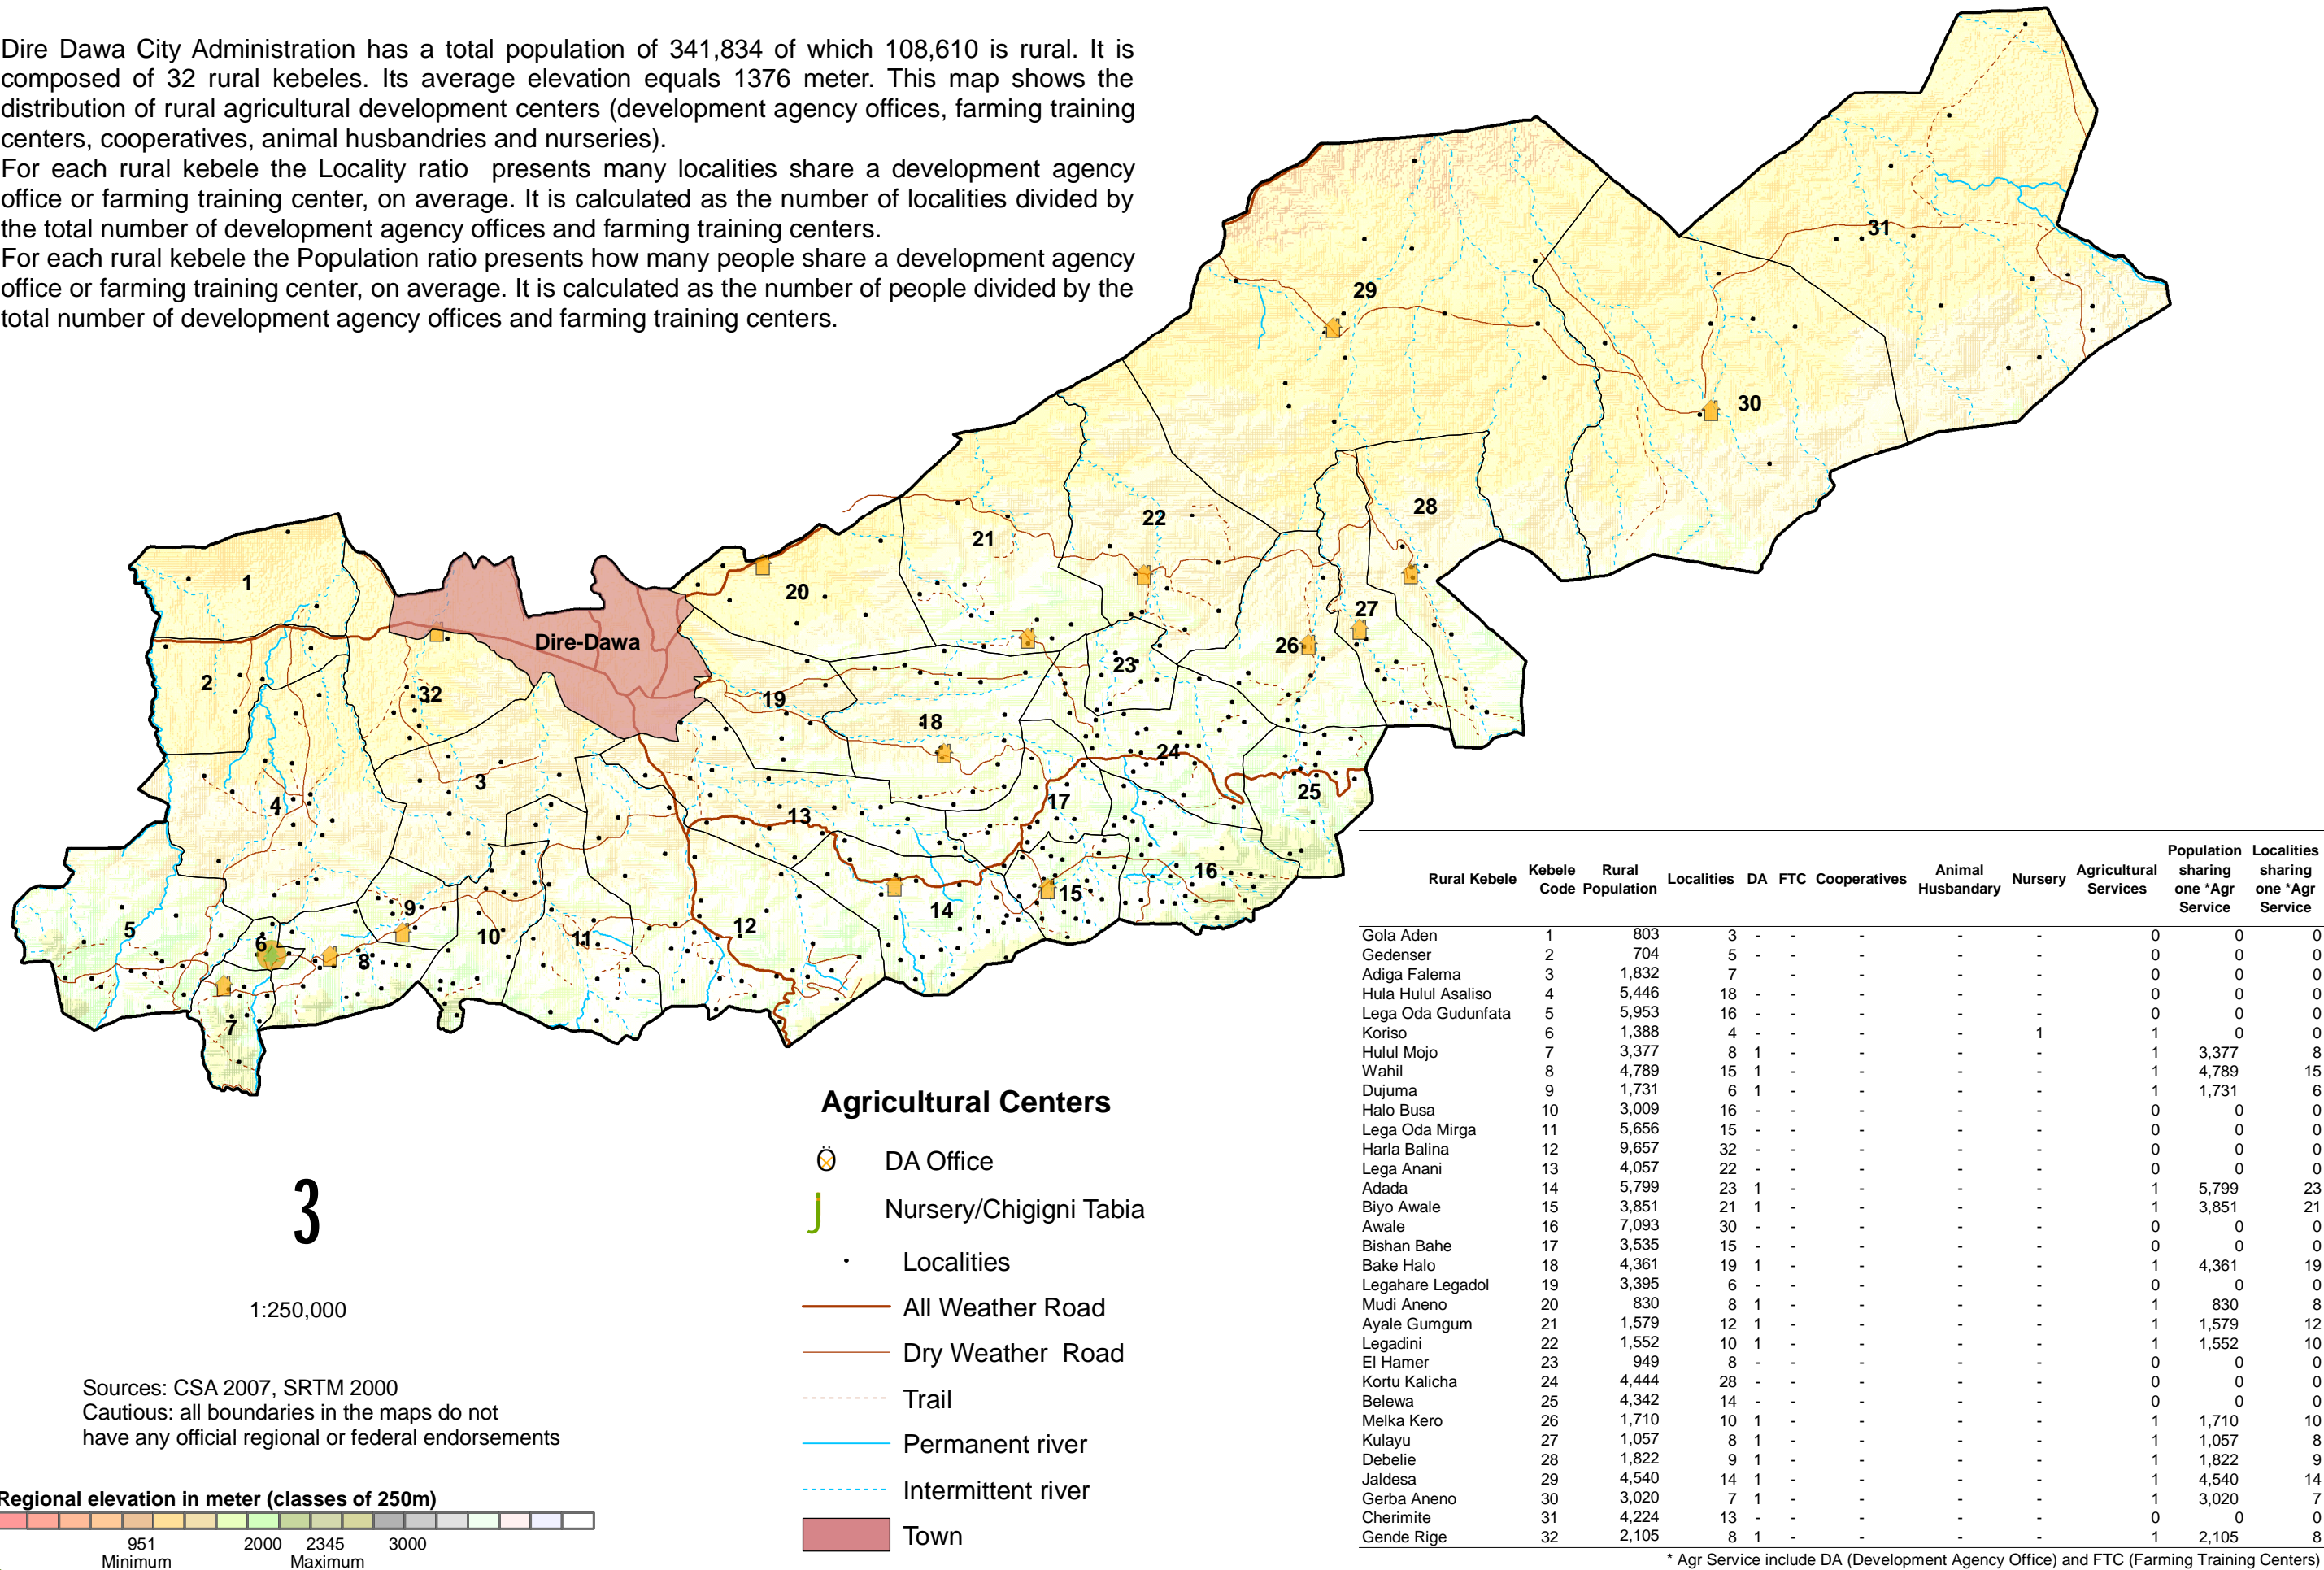 Dire Dawa City Administration has a total population of 341,834 of which 108,610 is rural. It is
composed of 32 rural kebeles. Its average elevation equals 1376 meter. This map shows the
distribution of rural agricultural development centers (development agency offices, farming training
centers, cooperatives, animal husbandries and nurseries).
For each rural kebele the Locality ratio presents many localities share a development agency
office or farming training center, on average. It is calculated as the number of localities divided by
the total number of development agency offices and farming training centers.
For each rural kebele the Population ratio presents how many people share a development agency
office or farming training center, on average. It is calculated as the number of people divided by the
total number of development agency offices and farming training centers.
31
29
30
28
22
21
1
20
27
Dire-Dawa
26
23
2
32
19
18
24
3
25
17
4
13
16
15
9
14
5
12
6
10
11
8
7
Agricultural Centers
Ö DA Office
J Nursery/Chigigni Tabia
Localities
All Weather Road
Dry Weather Road
Trail
Permanent river
Intermittent river
Town
3
1:250,000
Sources: CSA 2007, SRTM 2000
Cautious: all boundaries in the maps do not
have any official regional or federal endorsements
Regional elevation in meter (classes of 250m)
951 2000 2345 3000
Minimum Maximum
Rural Kebele Kebele Code Rural Population Localities DA FTC Cooperatives Animal Husbandary Nursery Agricultural Services Population sharing one *Agr Service Localities sharing one *Agr Service
Gola Aden 1 803 3 - - - - - 0 0 0
Gedenser 2 704 5 - - - - - 0 0 0
Adiga Falema 3 1,832 7 - - - - 0 0 0
Hula Hulul Asaliso 4 5,446 18 - - - - - 0 0 0
Lega Oda Gudunfata 5 5,953 16 - - - - - 0 0 0
Koriso 6 1,388 4 - - - - 1 1 0 0
Hulul Mojo 7 3,377 8 1 - - - - 1 3,377 8
Wahil 8 4,789 15 1 - - - - 1 4,789 15
Dujuma 9 1,731 6 1 - - - - 1 1,731 6
Halo Busa 10 3,009 16 - - - - - 0 0 0
Lega Oda Mirga 11 5,656 15 - - - - - 0 0 0
Harla Balina 12 9,657 32 - - - - - 0 0 0
Lega Anani 13 4,057 22 - - - - - 0 0 0
Adada 14 5,799 23 1 - - - - 1 5,799 23
Biyo Awale 15 3,851 21 1 - - - - 1 3,851 21
Awale 16 7,093 30 - - - - - 0 0 0
Bishan Bahe 17 3,535 15 - - - - - 0 0 0
Bake Halo 18 4,361 19 1 - - - - 1 4,361 19
Legahare Legadol 19 3,395 6 - - - - - 0 0 0
Mudi Aneno 20 830 8 1 - - - - 1 830 8
Ayale Gumgum 21 1,579 12 1 - - - - 1 1,579 12
Legadini 22 1,552 10 1 - - - - 1 1,552 10
El Hamer 23 949 8 - - - - - 0 0 0
Kortu Kalicha 24 4,444 28 - - - - - 0 0 0
Belewa 25 4,342 14 - - - - - 0 0 0
Melka Kero 26 1,710 10 1 - - - - 1 1,710 10
Kulayu 27 1,057 8 1 - - - - 1 1,057 8
Debelie 28 1,822 9 1 - - - - 1 1,822 9
Jaldesa 29 4,540 14 1 - - - - 1 4,540 14
Gerba Aneno 30 3,020 7 1 - - - - 1 3,020 7
Cherimite 31 4,224 13 - - - - - 0 0 0
Gende Rige 32 2,105 8 1 - - - - 1 2,105 8
* Agr Service include DA (Development Agency Office) and FTC (Farming Training Centers)